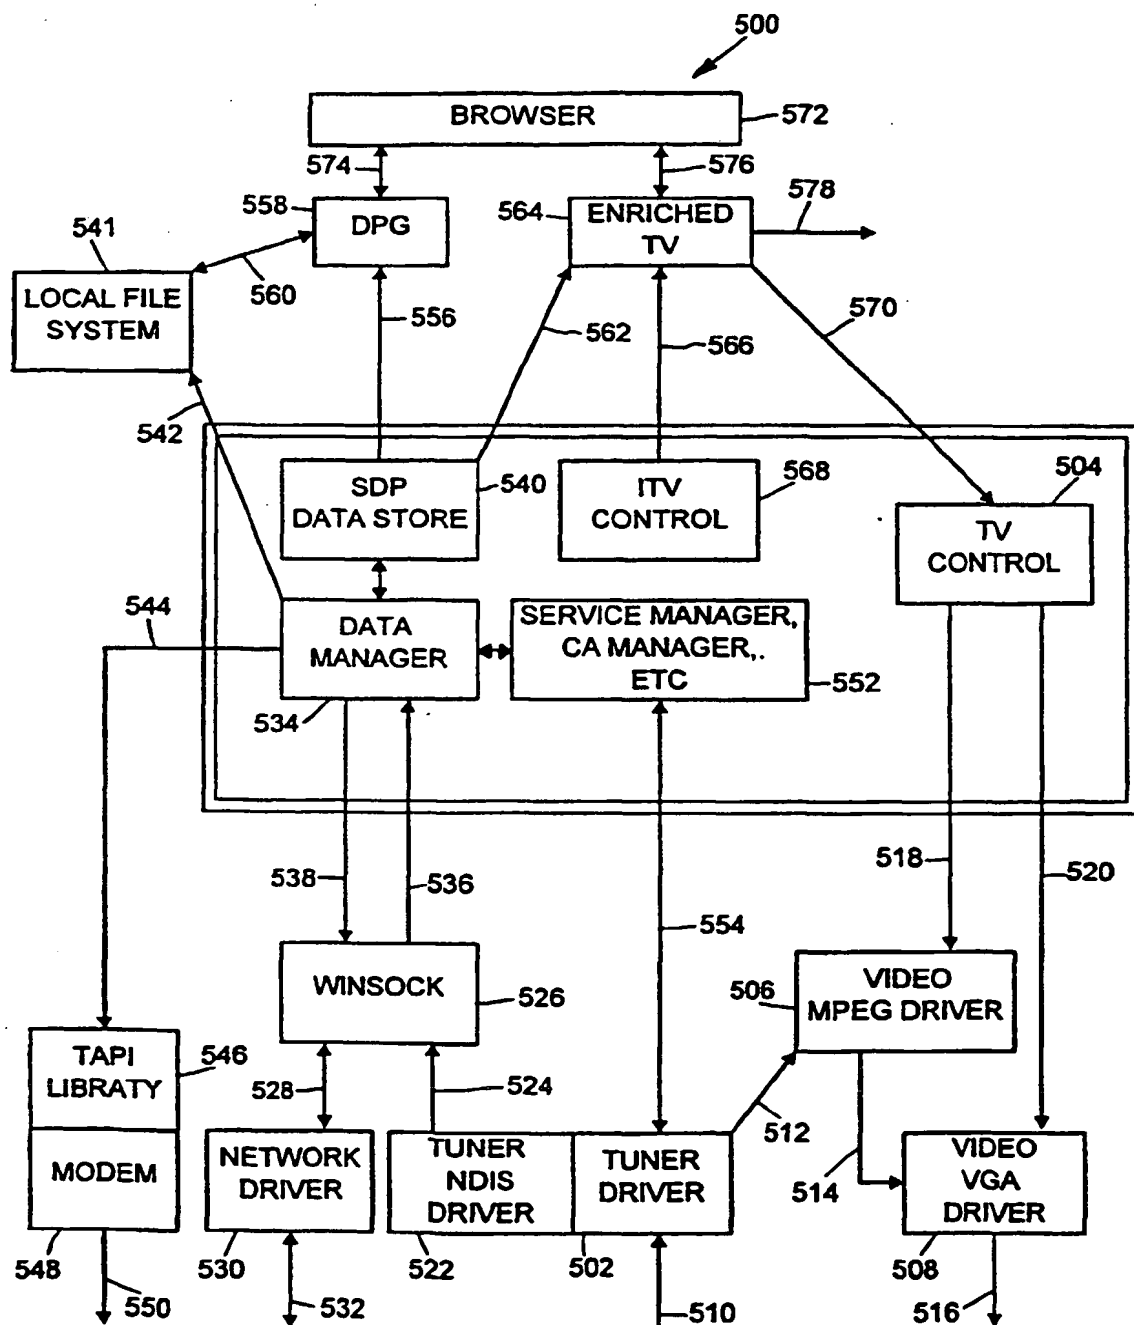 500
BROWSER
572
574
576
558
DPG
564
ENRICHED
TV
578
541
LOCAL FILE
SYSTEM
560
556
562
566
570
542
SDP
DATA STORE
540
ITV
CONTROL
568
504
TV
CONTROL
544
DATA
MANAGER
534
SERVICE MANAGER,
CA MANAGER,.
ETC
552
538
536
554
518
520
WINSOCK
526
506
VIDEO
MPEG DRIVER
TAPI
LIBRATY
546
528
524
512
514
MODEM
NETWORK
DRIVER
TUNER
NDIS
DRIVER
TUNER
DRIVER
VIDEO
VGA
DRIVER
548
550
530
532
522
502
510
508
516